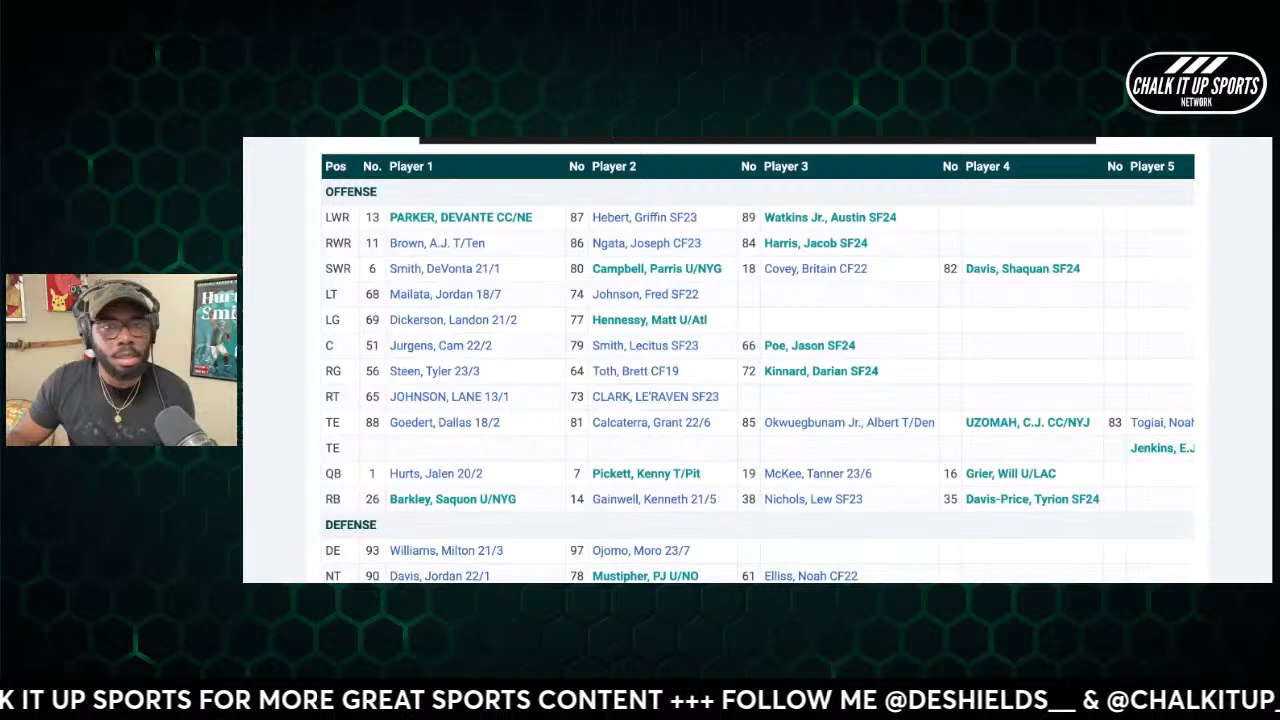 CHALK IT UP SPORTS
NETWORK
Pos No. Player 1 No Player 2 No Player 3 No Player 4 No Player 5
OFFENSE
LWR 13 PARKER, DEVANTE CC/NE 87 Hebert, Griffin SF23 89 Watkins Jr., Austin SF24
RWR 11 Brown, A.J. T/Ten 86 Ngata, Joseph CF23 84 Harris, Jacob SF24
SWR 6 Smith, DeVonta 21/1 80 Campbell, Parris U/NYG 18 Covey, Britain CF22 82 Davis, Shaquan SF24
LT 68 Mailata, Jordan 18/7 74 Johnson, Fred SF22
LG 69 Dickerson, Landon 21/2 77 Hennessy, Matt U/Atl
C 51 Jurgens, Cam 22/2 79 Smith, Lecitus SF23 66 Poe, Jason SF24
RG 56 Steen, Tyler 23/3 64 Toth, Brett CF19 72 Kinnard, Darian SF24
RT 65 JOHNSON, LANE 13/1 73 CLARK, LE'RAVEN SF23
TE 88 Goedert, Dallas 18/2 81 Calcaterra, Grant 22/6 85 Okwuegbunam Jr., Albert T/Den UZOMAH, C.J. CC/NYJ 83 Togiai, Noah
TE Jenkins, E.J.
QB 1 Hurts, Jalen 20/2 7 Pickett, Kenny T/Pit 19 McKee, Tanner 23/6 16 Grier, Will U/LAC
RB 26 Barkley, Saquon U/NYG 14 Gainwell, Kenneth 21/5 38 Nichols, Lew SF23 35 Davis-Price, Tyrion SF24
DEFENSE
DE 93 Williams, Milton 21/3 97 Ojomo, Moro 23/7
NT 90 Davis, Jordan 22/1 78 Mustipher, PJ U/NO 61 Elliss, Noah CF22
K IT UP SPORTS FOR MORE GREAT SPORTS CONTENT +++ FOLLOW ME @DESHIELDS__ & @CHALKITUP_